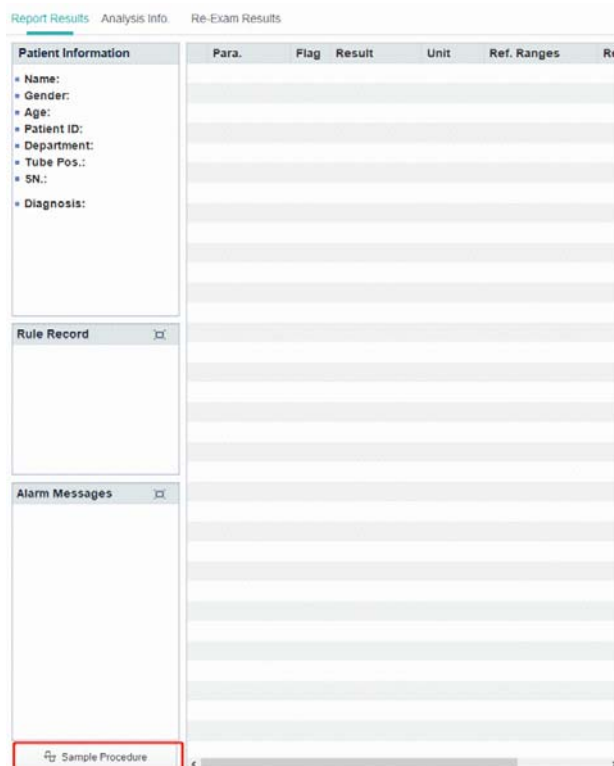 Report Results Analysis Info. Re-Exam Results
Patient Information
Name:
Gender:
Age:
Patient ID:
Department:
Tube Pos.:
SN.:
Diagnosis:
Rule Record
Alarm Messages
Sample Procedure
Para. Flag Result Unit Ref. Ranges